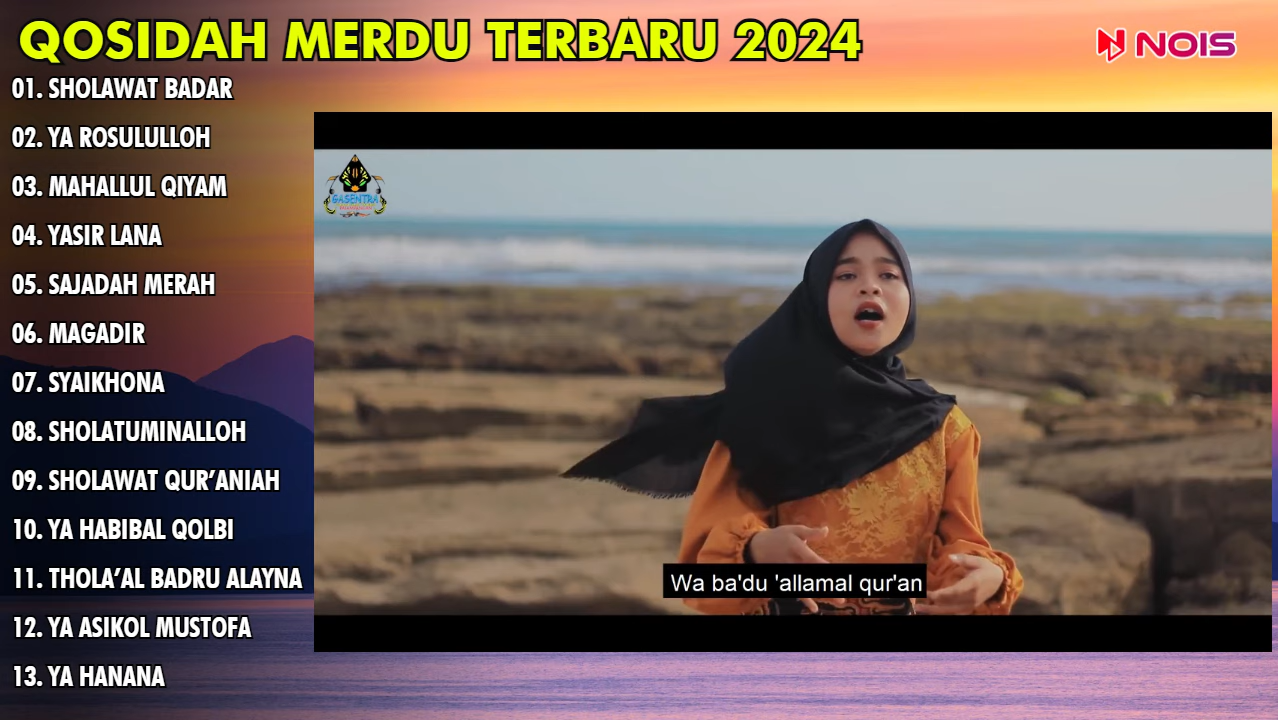 QOSIDAH MERDU TERBARU 2024
NOIS
01. SHOLAWAT BADAR
02. YA ROSULULLOH
03. MAHALLUL QIYAM
04. YASIR LANA
05. SAJADAH MERAH
06. MAGADIR
07. SYAIKHONA
08. SHOLATUMINALLOH
09. SHOLAWAT QUR’ANIAH
10. YA HABIBAL QOLBI
11. THOLA’AL BADRU ALAYNA
12. YA ASIKOL MUSTOFA
13. YA HANANA
GASENTRA
Wa ba'du 'allamal qur'an